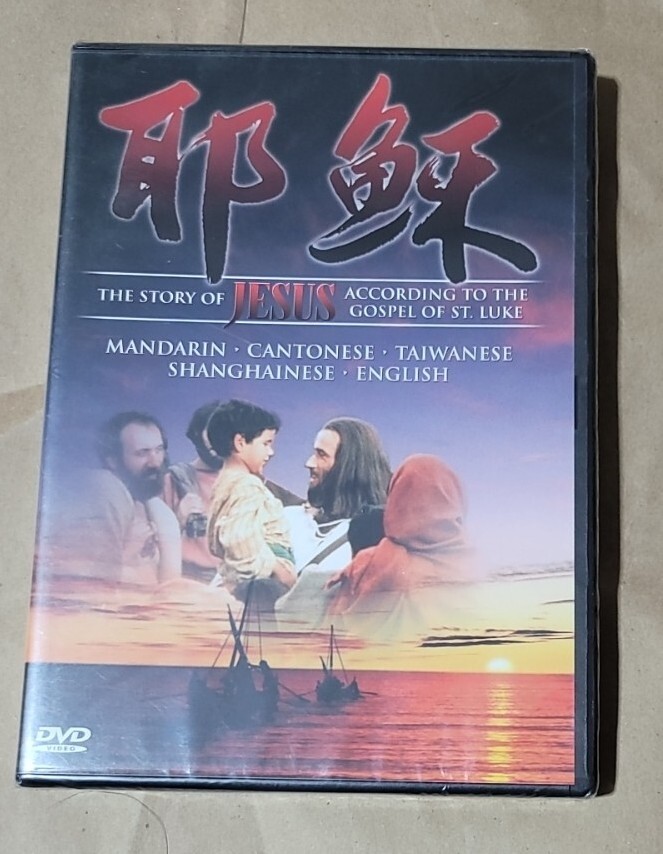 耶穌
THE STORY OF JESUS ACCORDING TO THE
GOSPEL OF ST. LUKE
MANDARIN · CANTONESE · TAIWANESE
SHANGHAINESE · ENGLISH
DVD
VIDEO